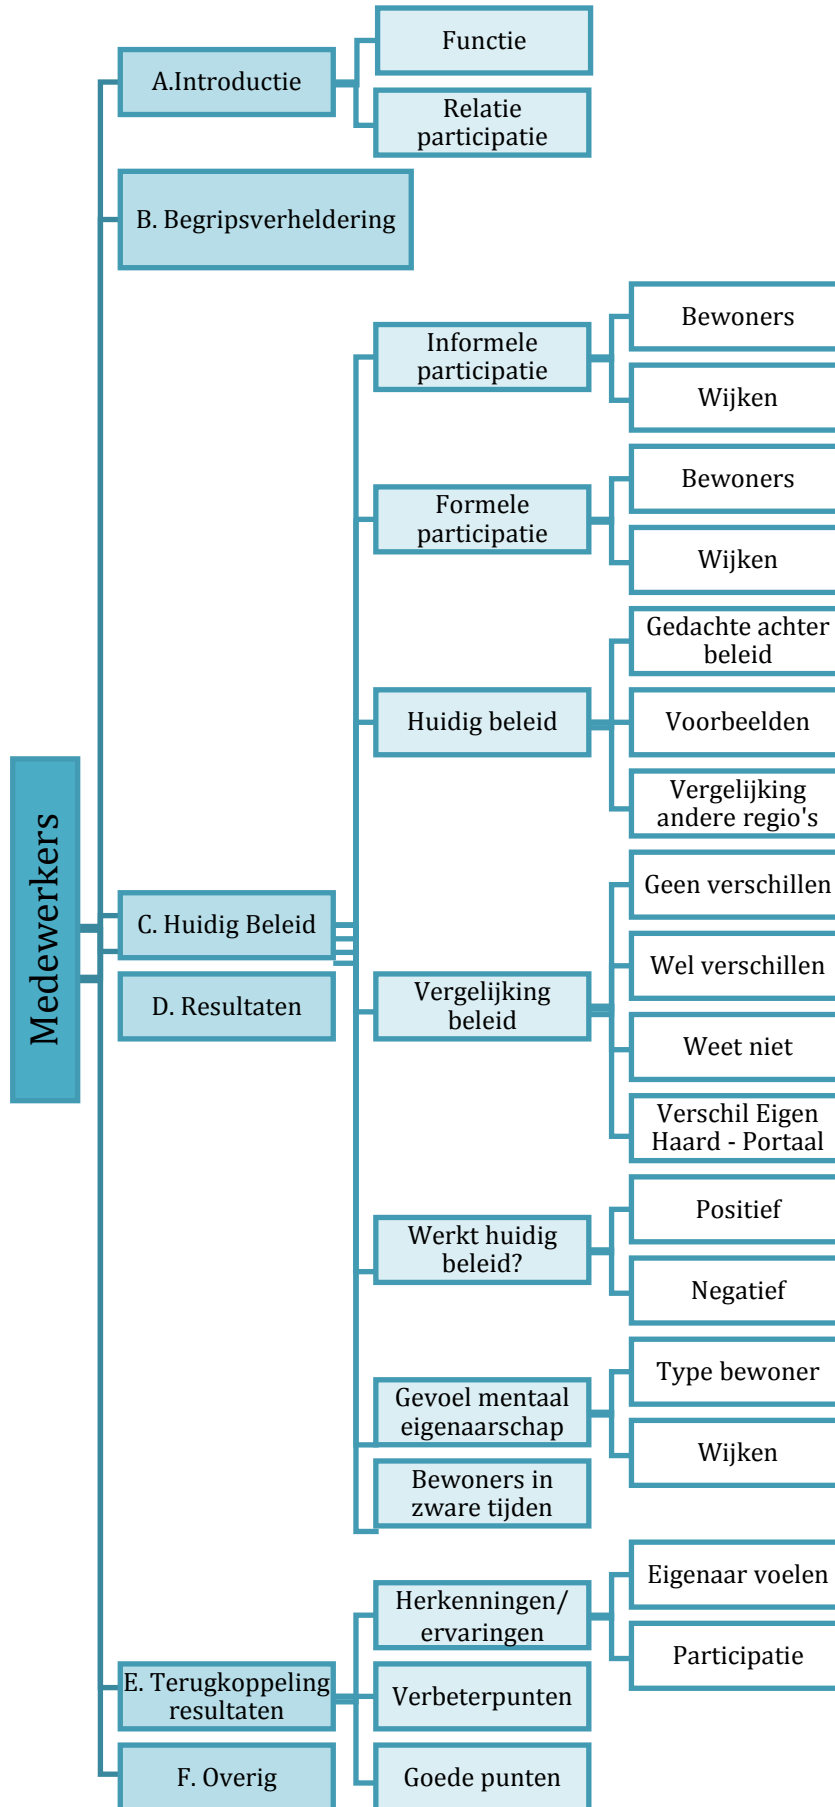 Medewerkers
A.Introductie
Functie
Relatie
participatie
B. Begripsverheldering
C. Huidig Beleid
Informele
participatie
Bewoners
Wijken
Formele
participatie
Bewoners
Wijken
Huidig beleid
Gedachte achter
beleid
Voorbeelden
Vergelijking
andere regio's
Vergelijking
beleid
Geen verschillen
Wel verschillen
Weet niet
Verschil Eigen
Haard - Portaal
Werkt huidig
beleid?
Positief
Negatief
Gevoel mentaal
eigenaarschap
Type bewoner
Wijken
Bewoners in
zware tijden
D. Resultaten
E. Terugkoppeling
resultaten
Herkenningen/
ervaringen
Eigenaar voelen
Participatie
Verbeterpunten
Goede punten
F. Overig